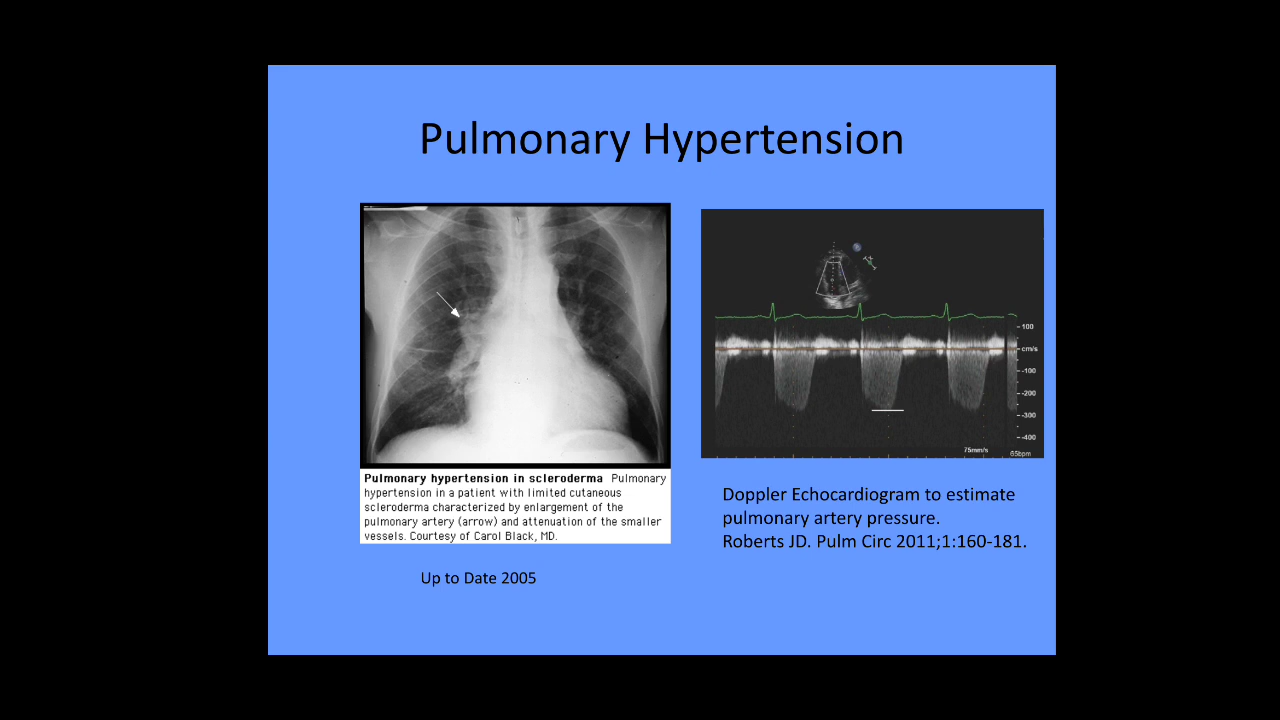 Pulmonary Hypertension
Pulmonary hypertension in scleroderma Pulmonary
hypertension in a patient with limited cutaneous
scleroderma characterized by enlargement of the
pulmonary artery (arrow) and attenuation of the smaller
vessels. Courtesy of Carol Black, MD.
Up to Date 2005
100
cm/s
-100
-200
-300
-400
75mm/s
65bpm
Doppler Echocardiogram to estimate
pulmonary artery pressure.
Roberts JD. Pulm Circ 2011;1:160-181.